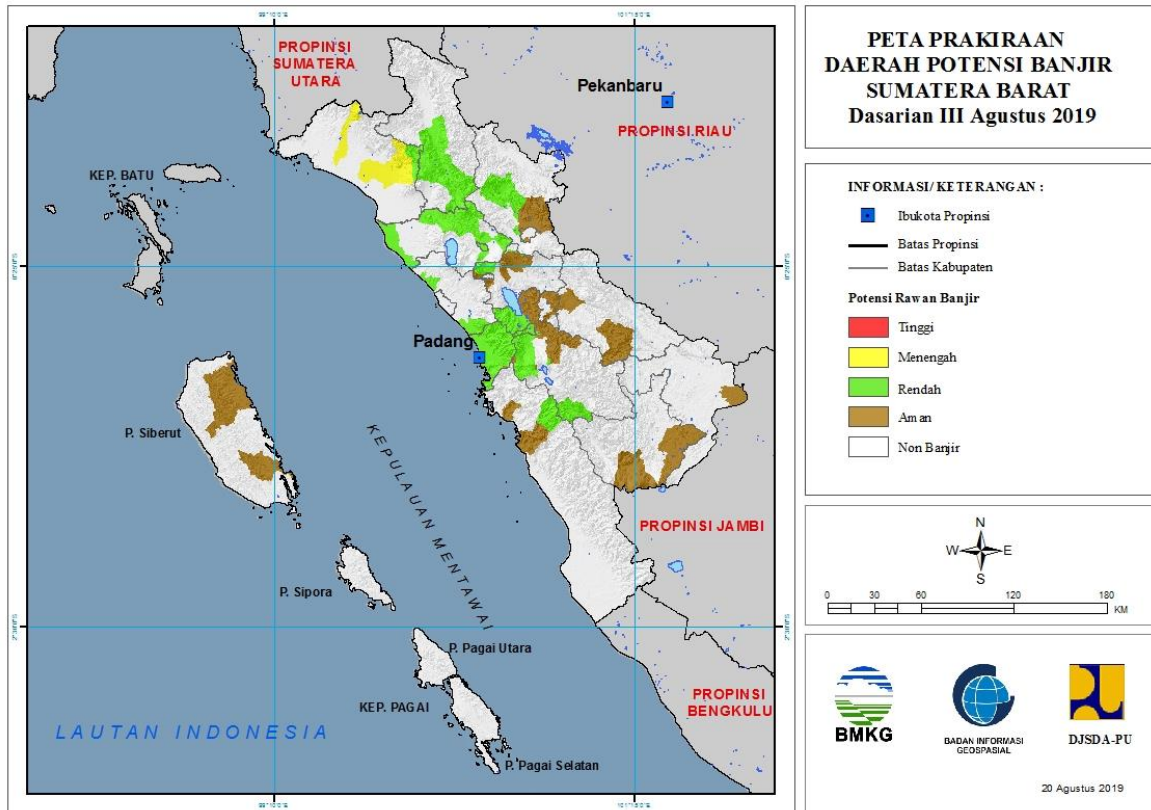 PETA PRAKIRAAN
DAERAH POTENSI BANJIR
SUMATERA BARAT
Dasarian III Agustus 2019
INFORMASI/ KETERANGAN :
Ibukota Propinsi
Batas Propinsi
Batas Kabupaten
Potensi Rawan Banjir
Tinggi
Menengah
Rendah
Aman
Non Banjir
N
W E
S
0 30 60 120 180
KM
BMKG
BADAN INFORMASI
GEOSPASIAL
DJSDA-PU
20 Agustus 2019
PROPINSI
SUMATERA
UTARA
Pekanbaru
PROPINSI RIAU
KEP. BATU
Padang
P. Siberut
KEPULAUAN MENTAWAI
PROPINSI JAMBI
P. Sipora
P. Pagai Utara
KEP. PAGAI
PROPINSI
BENGKULU
LAUTAN INDONESIA
P. Pagai Selatan